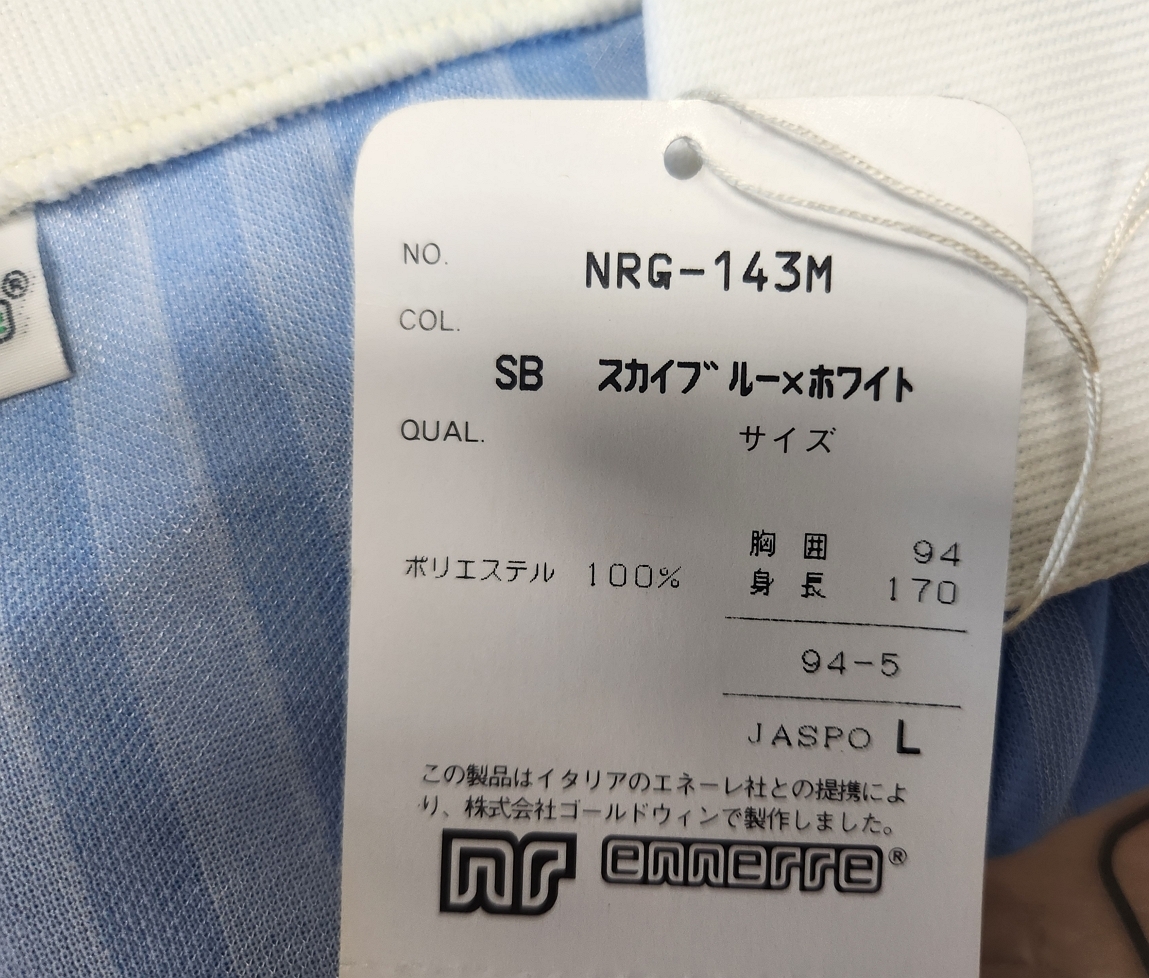 NO.
NRG-143M
COL.
SB スカイブルー×ホワイト
QUAL.
サイズ
胸囲 94
ポリエステル 100%
身長 170
94-5
JASPO L
この製品はイタリアのエネーレ社との提携によ
り、株式会社ゴールドウィンで製作しました。
nr ennerre®
®